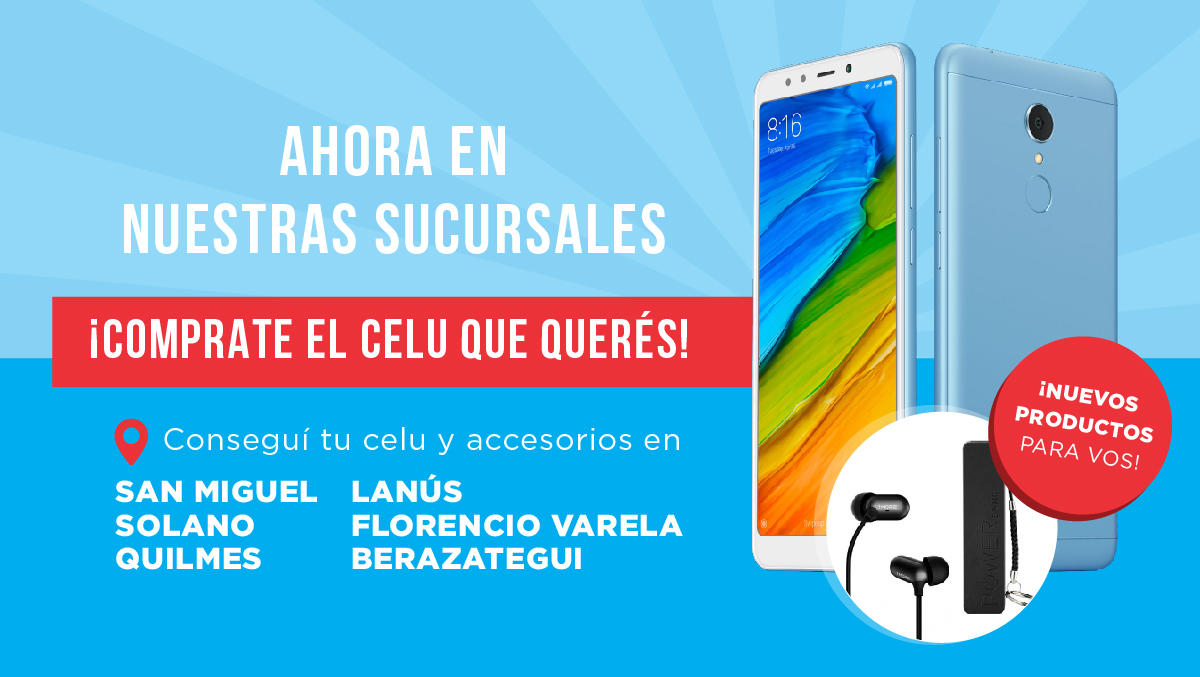 AHORA EN
NUESTRAS SUCURSALES
¡COMPRATE EL CELU QUE QUERÉS!
Conseguí tu celu y accesorios en
SAN MIGUEL
SOLANO
QUILMES
LANÚS
FLORENCIO VARELA
BERAZATEGUI
8:16
¡NUEVOS
PRODUCTOS
PARA VOS!
POWER